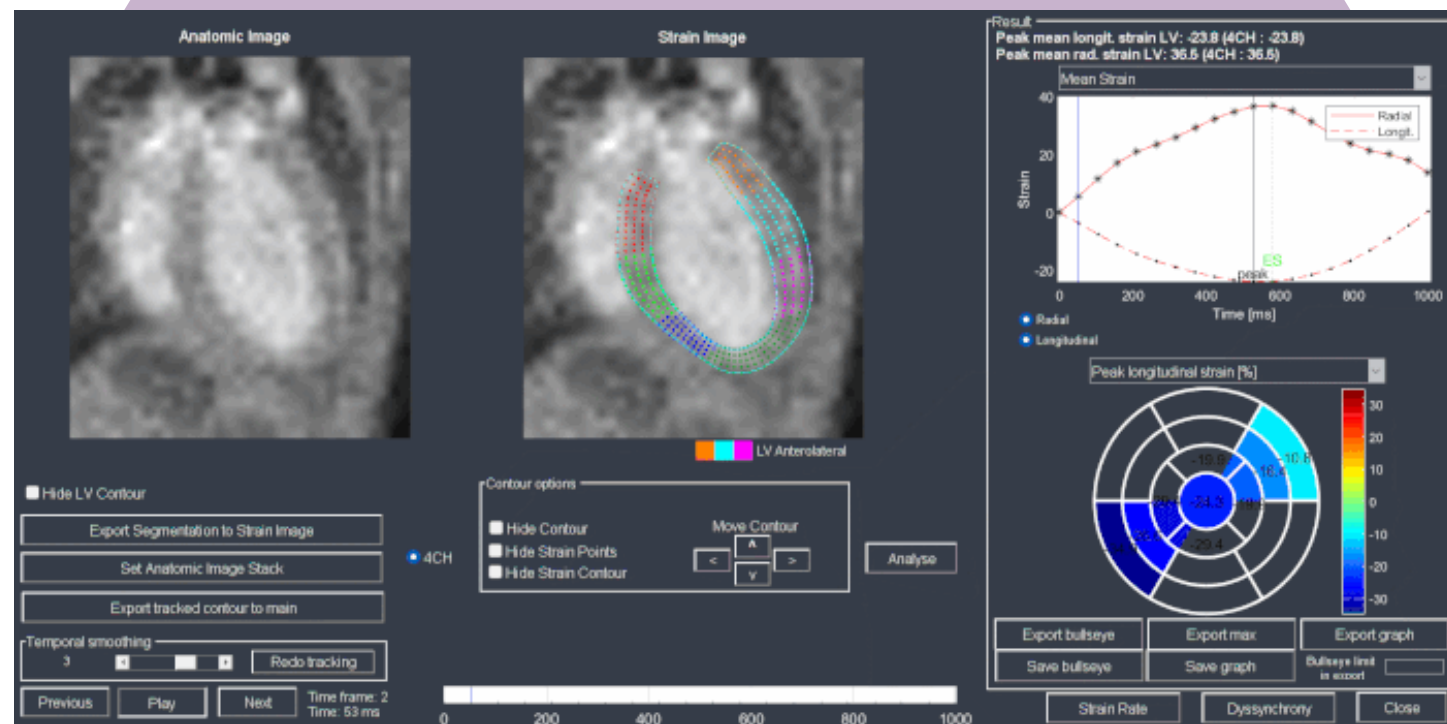 Anatomic Image
Strain Image
Result
Peak mean longit. strain LV: -23.8 (4CH : -23.8)
Peak mean rad. strain LV: 36.5 (4CH : 36.5)
Mean Strain
40
20
0
-20
Strain
Radial
Longit.
ES
peak
0 200 400 600 800 1000
Time [ms]
Radial
Longitudinal
Peak longitudinal strain [%]
-19.9
-16.4
-10.8
-29.4
30
20
10
0
-10
-20
-30
LV Anterolateral
Hide LV Contour
Export Segmentation to Strain Image
Set Anatomic Image Stack
Export tracked contour to main
4CH
Contour options
Hide Contour
Hide Strain Points
Hide Strain Contour
Move Contour
^
< >
v
Analyse
Temporal smoothing
3
Redo tracking
Previous Play Next
Time frame: 2
Time: 53 ms
0 200 400 600 800 1000
Export bullseye Export max Export graph
Save bullseye Save graph
Bullseye limit
in export
Strain Rate Dyssynchrony Close